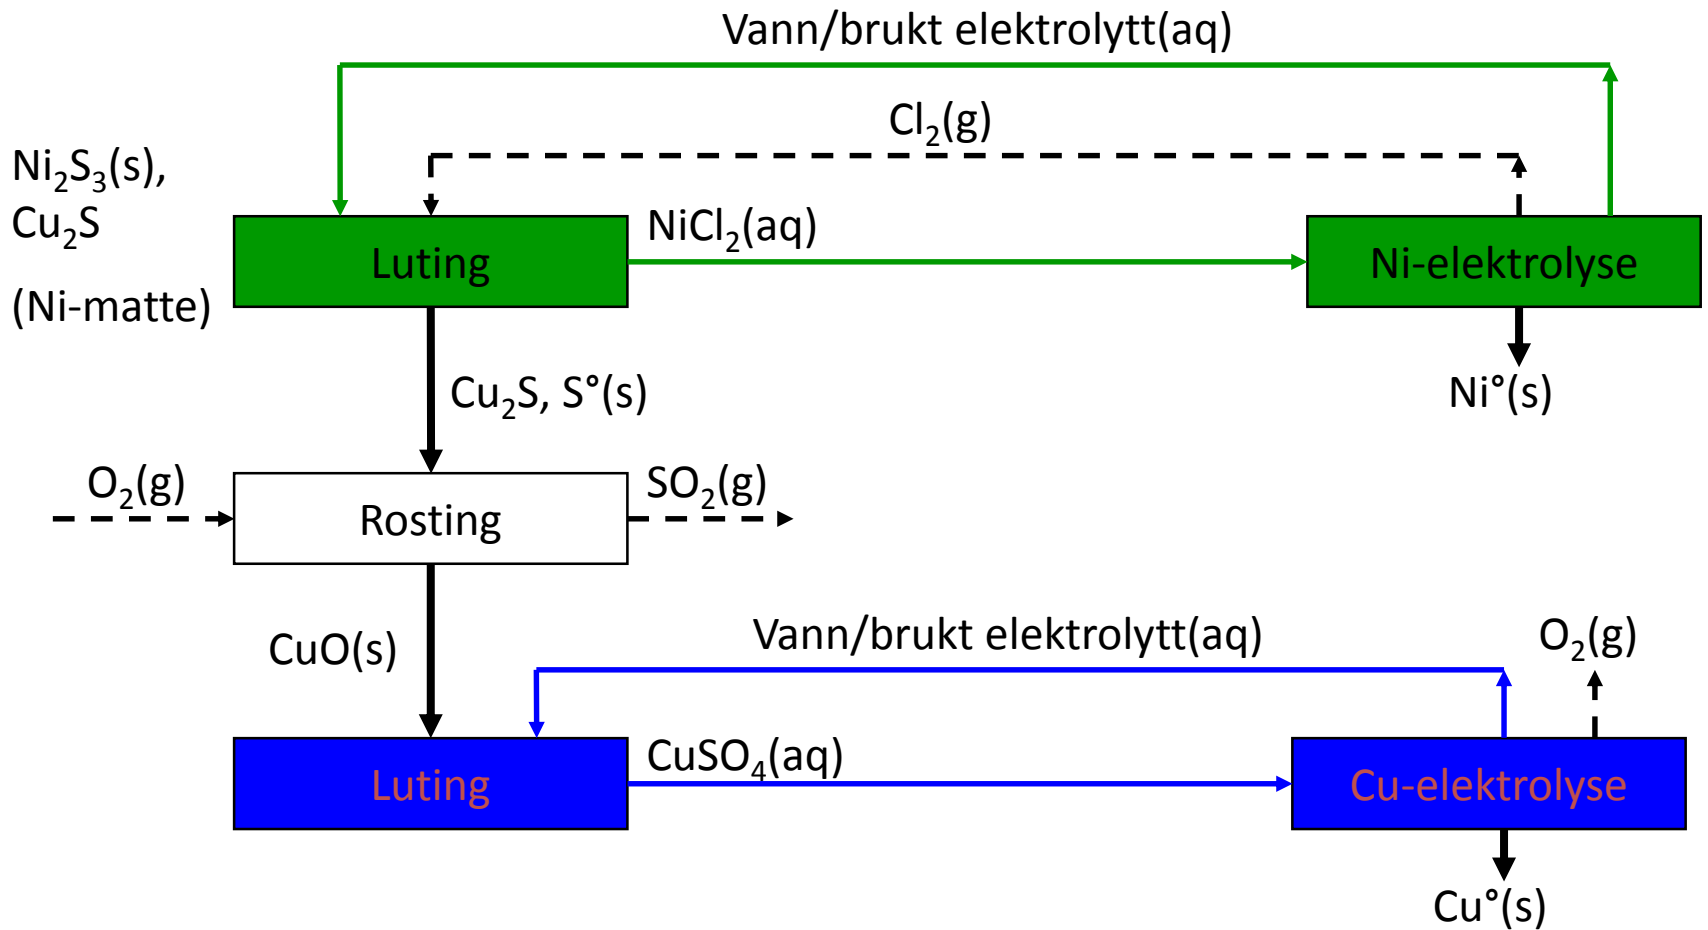 Vann/brukt elektrolytt(aq)
Cl₂(g)
Ni₂S₃(s),
Cu₂S
(Ni-matte)
Luting
NiCl₂(aq)
Ni-elektrolyse
Cu₂S, S°(s)
Ni°(s)
O₂(g)
Rosting
SO₂(g)
CuO(s)
Vann/brukt elektrolytt(aq)
O₂(g)
Luting
CuSO₄(aq)
Cu-elektrolyse
Cu°(s)